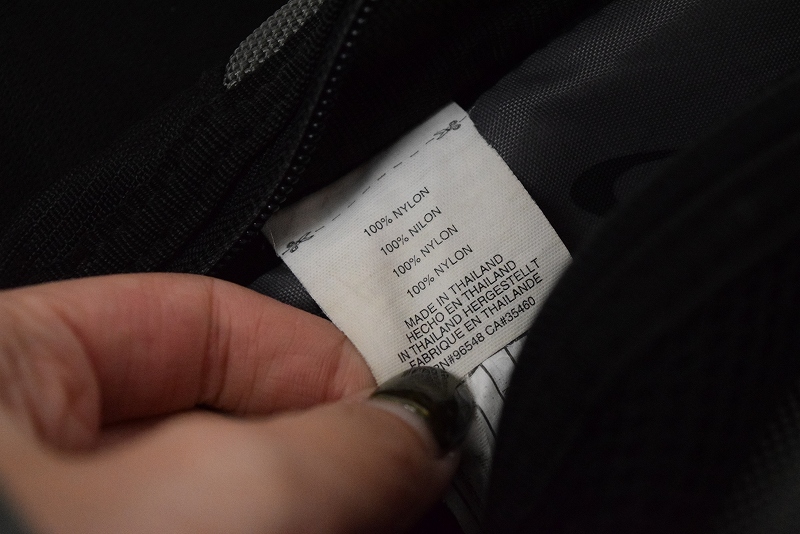 100% NYLON
100% NILON
100% NYLON
100% NYLON
MADE IN THAILAND
HECHO EN THAILAND
IN THAILAND HERGESTELLT
FABRIQUE EN THAILANDE
RN#96548 CA#35460